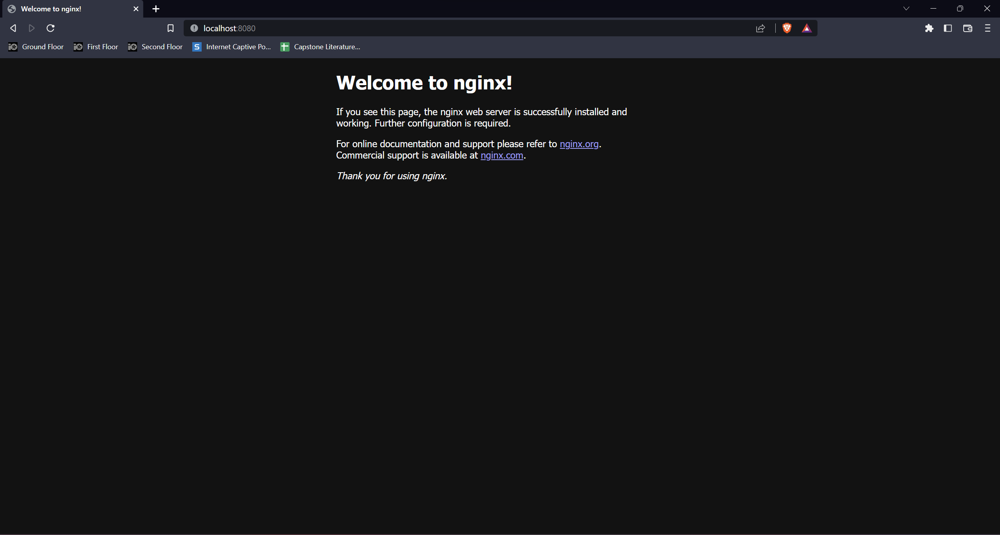 Welcome to nginx!
localhost:8080
Ground Floor
First Floor
Second Floor
S
Internet Captive Po...
Capstone Literature...
Welcome to nginx!
If you see this page, the nginx web server is successfully installed and
working. Further configuration is required.
For online documentation and support please refer to nginx.org.
Commercial support is available at nginx.com.
Thank you for using nginx.